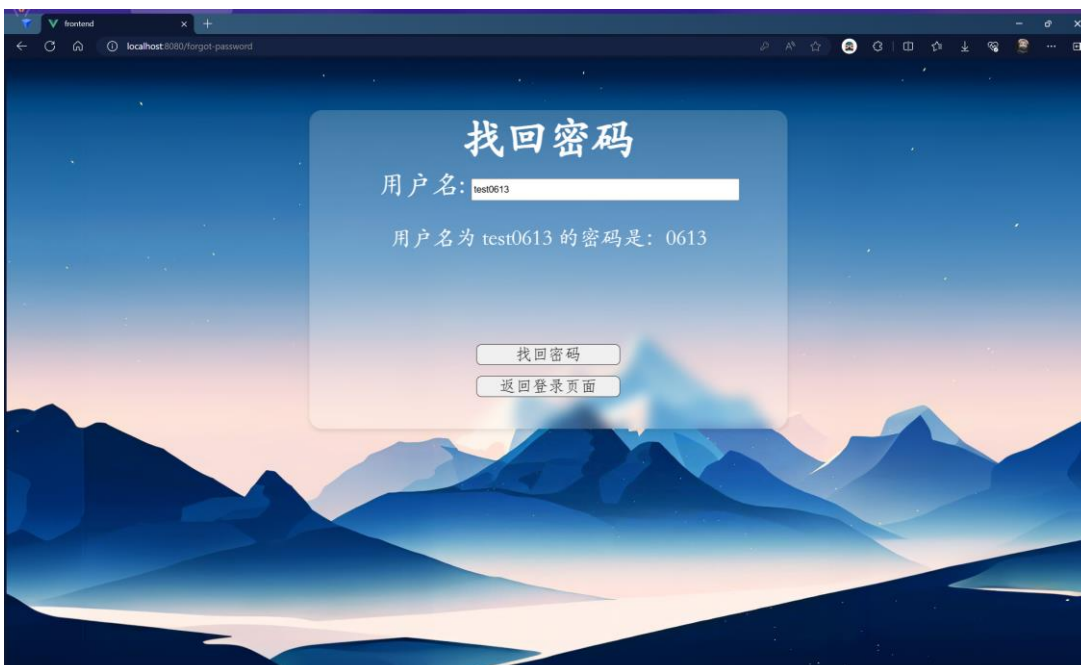 frontend
localhost:8080/forgot-password
找回密码
用户名: test0613
用户名为 test0613 的密码是：0613
找回密码
返回登录页面